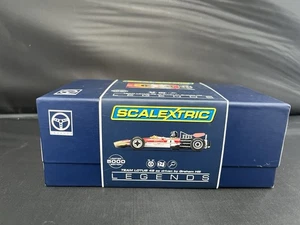 SCALEXTRIC
5000
TEAM LOTUS 49 as driven by Graham Hill
LEGENDS